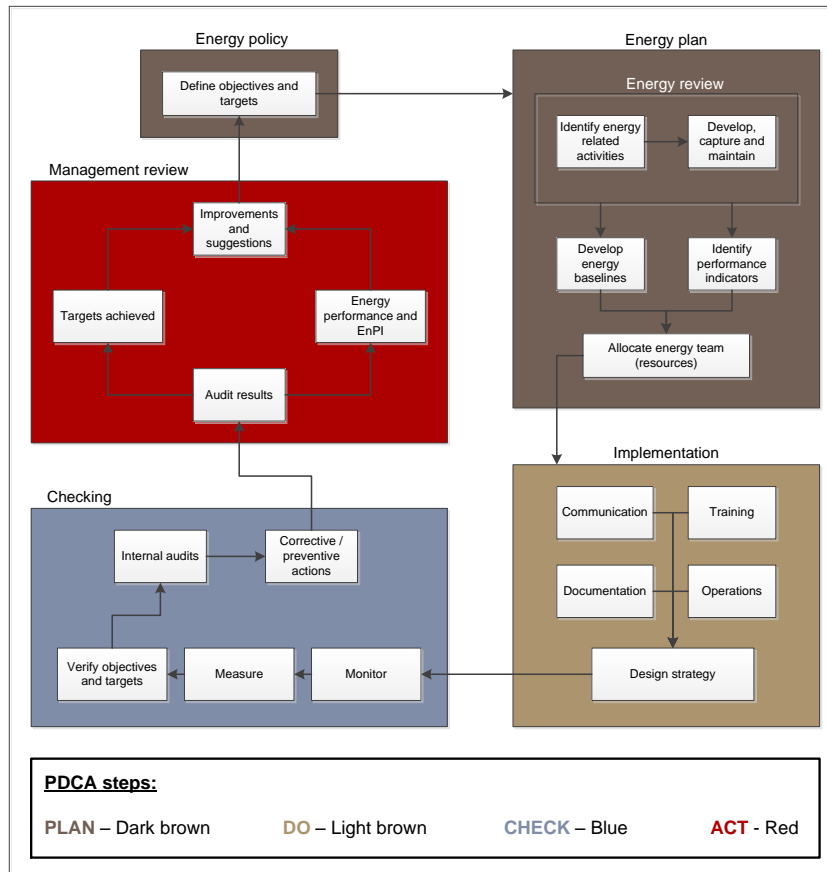 Energy policy
Define objectives and
targets
Energy plan
Energy review
Identify energy
related
activities
Develop,
capture and
maintain
Develop
energy
baselines
Identify
performance
indicators
Allocate energy team
(resources)
Management review
Improvements
and
suggestions
Targets achieved
Energy
performance and
EnPI
Audit results
Implementation
Communication
Training
Documentation
Operations
Design strategy
Checking
Internal audits
Corrective /
preventive
actions
Verify objectives
and targets
Measure
Monitor
PDCA steps:
PLAN – Dark brown
DO – Light brown
CHECK – Blue
ACT - Red